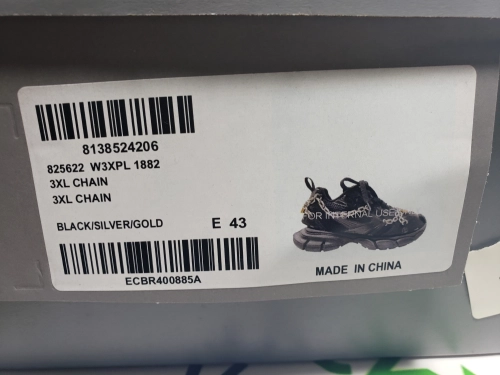 8138524206
825622 W3XPL 1882
3XL CHAIN
3XL CHAIN
BLACK/SILVER/GOLD E 43
ECBR400885A
FOR INTERNAL USE
MADE IN CHINA